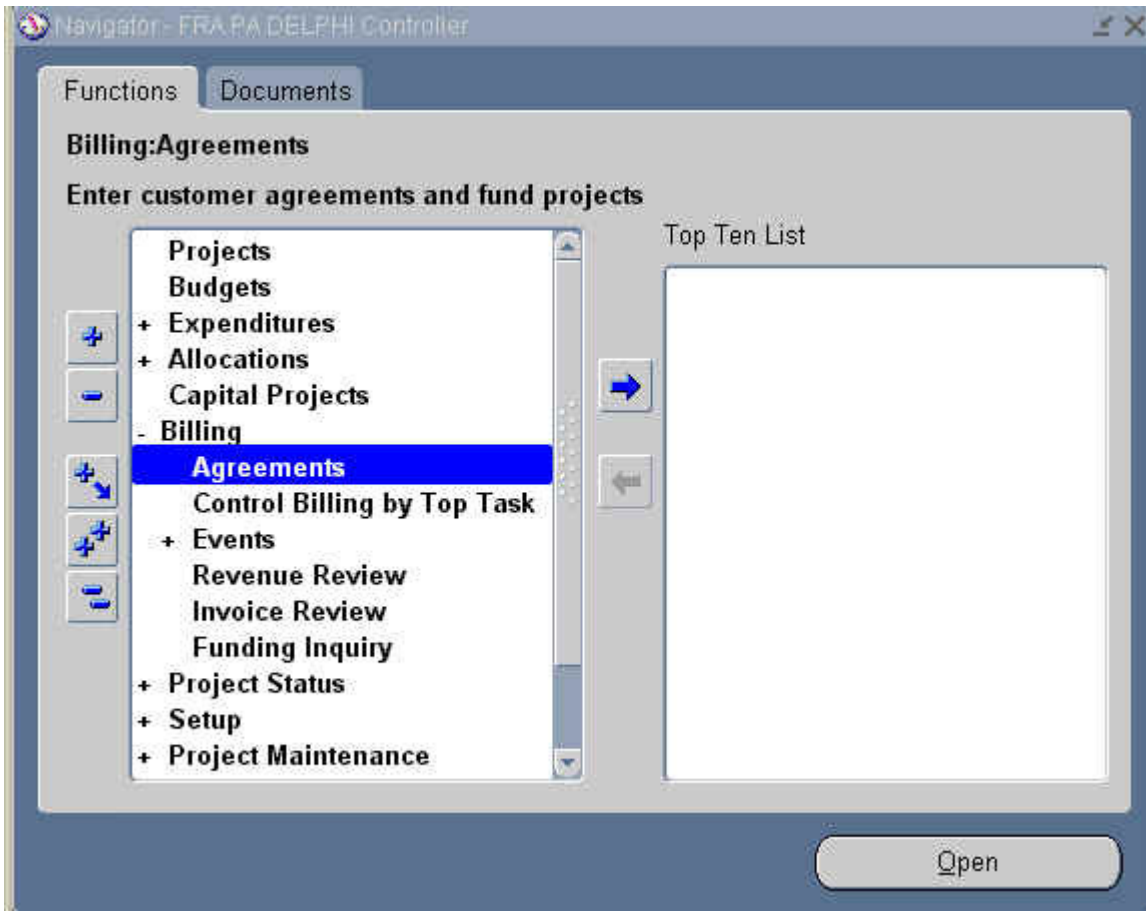 Navigator - FRA PA DELPHI Controller
Functions Documents
Billing:Agreements
Enter customer agreements and fund projects
Top Ten List
Projects
Budgets
+ Expenditures
+ Allocations
Capital Projects
- Billing
Agreements
Control Billing by Top Task
+ Events
Revenue Review
Invoice Review
Funding Inquiry
+ Project Status
+ Setup
+ Project Maintenance
Open